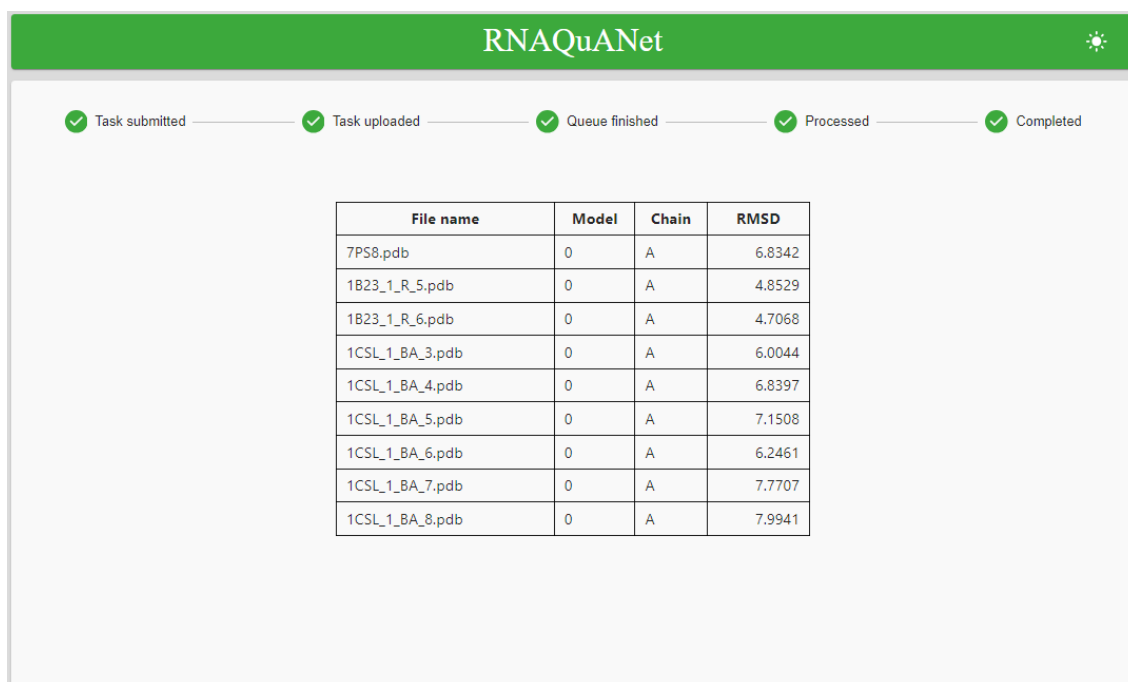 RNAQuANet
Task submitted Task uploaded Queue finished Processed Completed
File name Model Chain RMSD
7PS8.pdb 0 A 6.8342
1B23_1_R_5.pdb 0 A 4.8529
1B23_1_R_6.pdb 0 A 4.7068
1CSL_1_BA_3.pdb 0 A 6.0044
1CSL_1_BA_4.pdb 0 A 6.8397
1CSL_1_BA_5.pdb 0 A 7.1508
1CSL_1_BA_6.pdb 0 A 6.2461
1CSL_1_BA_7.pdb 0 A 7.7707
1CSL_1_BA_8.pdb 0 A 7.9941